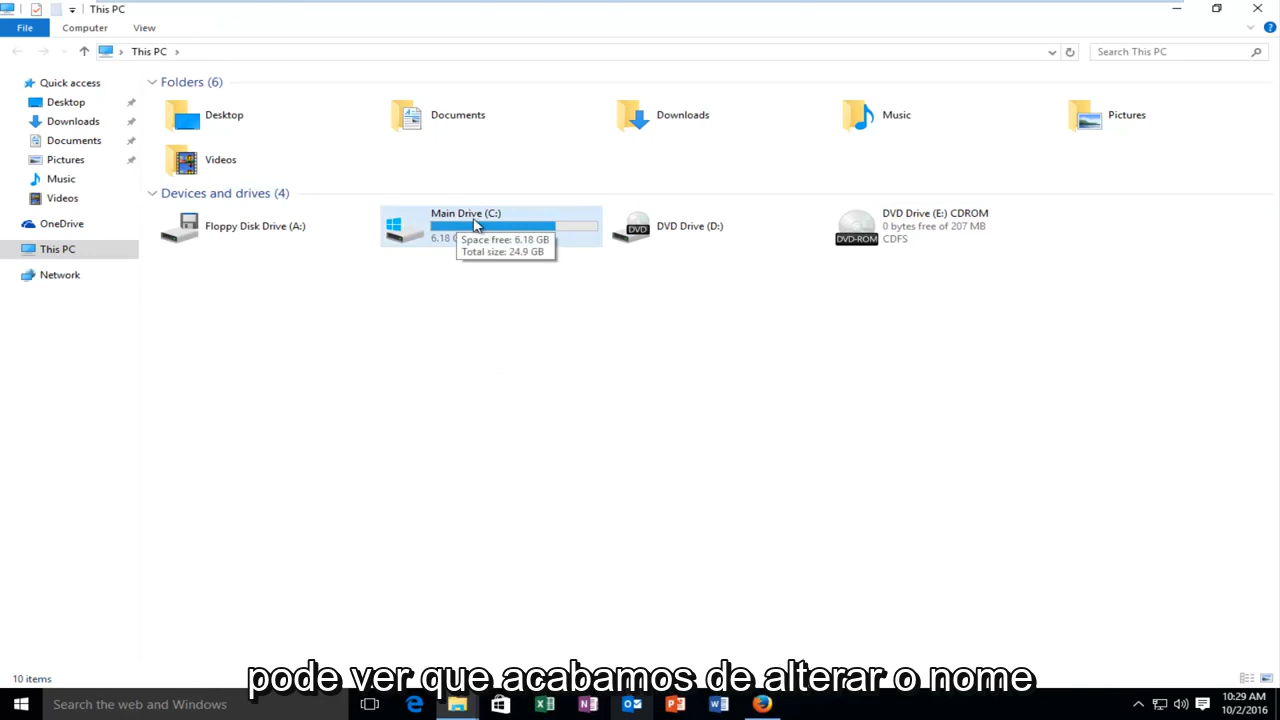 This PC
File
Computer
View
This PC
Search This PC
Quick access
Desktop
Downloads
Documents
Pictures
Music
Videos
OneDrive
This PC
Network
Folders (6)
Desktop
Documents
Downloads
Music
Pictures
Videos
Devices and drives (4)
Floppy Disk Drive (A:)
Main Drive (C:)
6.18 G
Space free: 6.18 GB
Total size: 24.9 GB
DVD Drive (D:)
DVD
DVD Drive (E:) CDROM
0 bytes free of 207 MB
CDFS
DVD-ROM
10 items
pode ver que acabamos de alterar o nome
Search the web and Windows
10:29 AM
10/2/2016